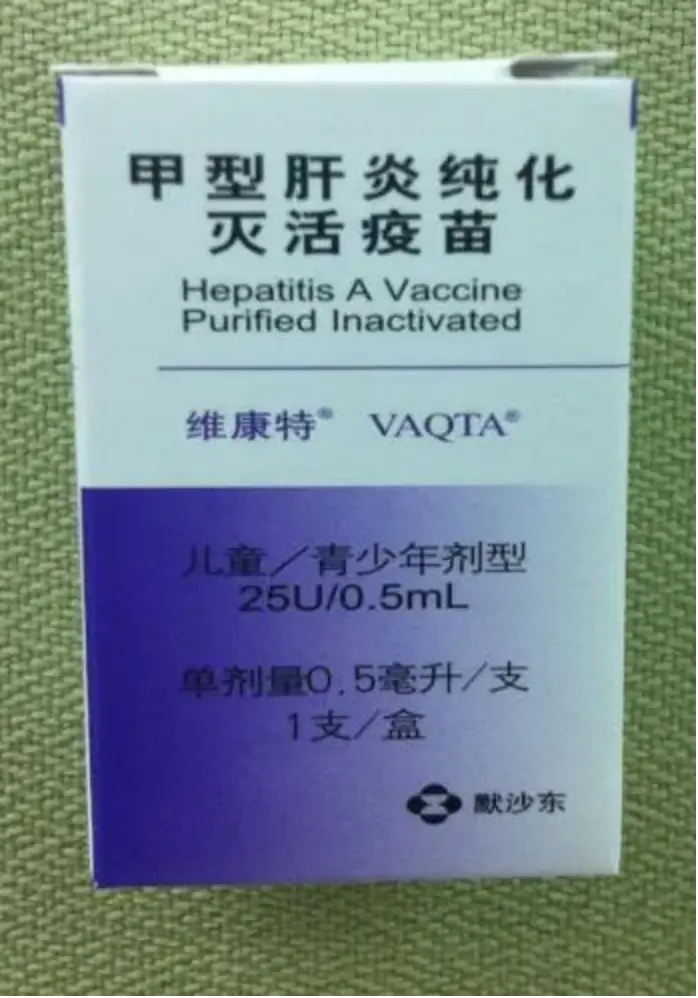 甲型肝炎纯化
灭活疫苗
Hepatitis A Vaccine
Purified Inactivated
维康特® VAQTA®
儿童／青少年剂型
25U/0.5mL
单剂量0.5毫升／支
1支／盒
默沙东